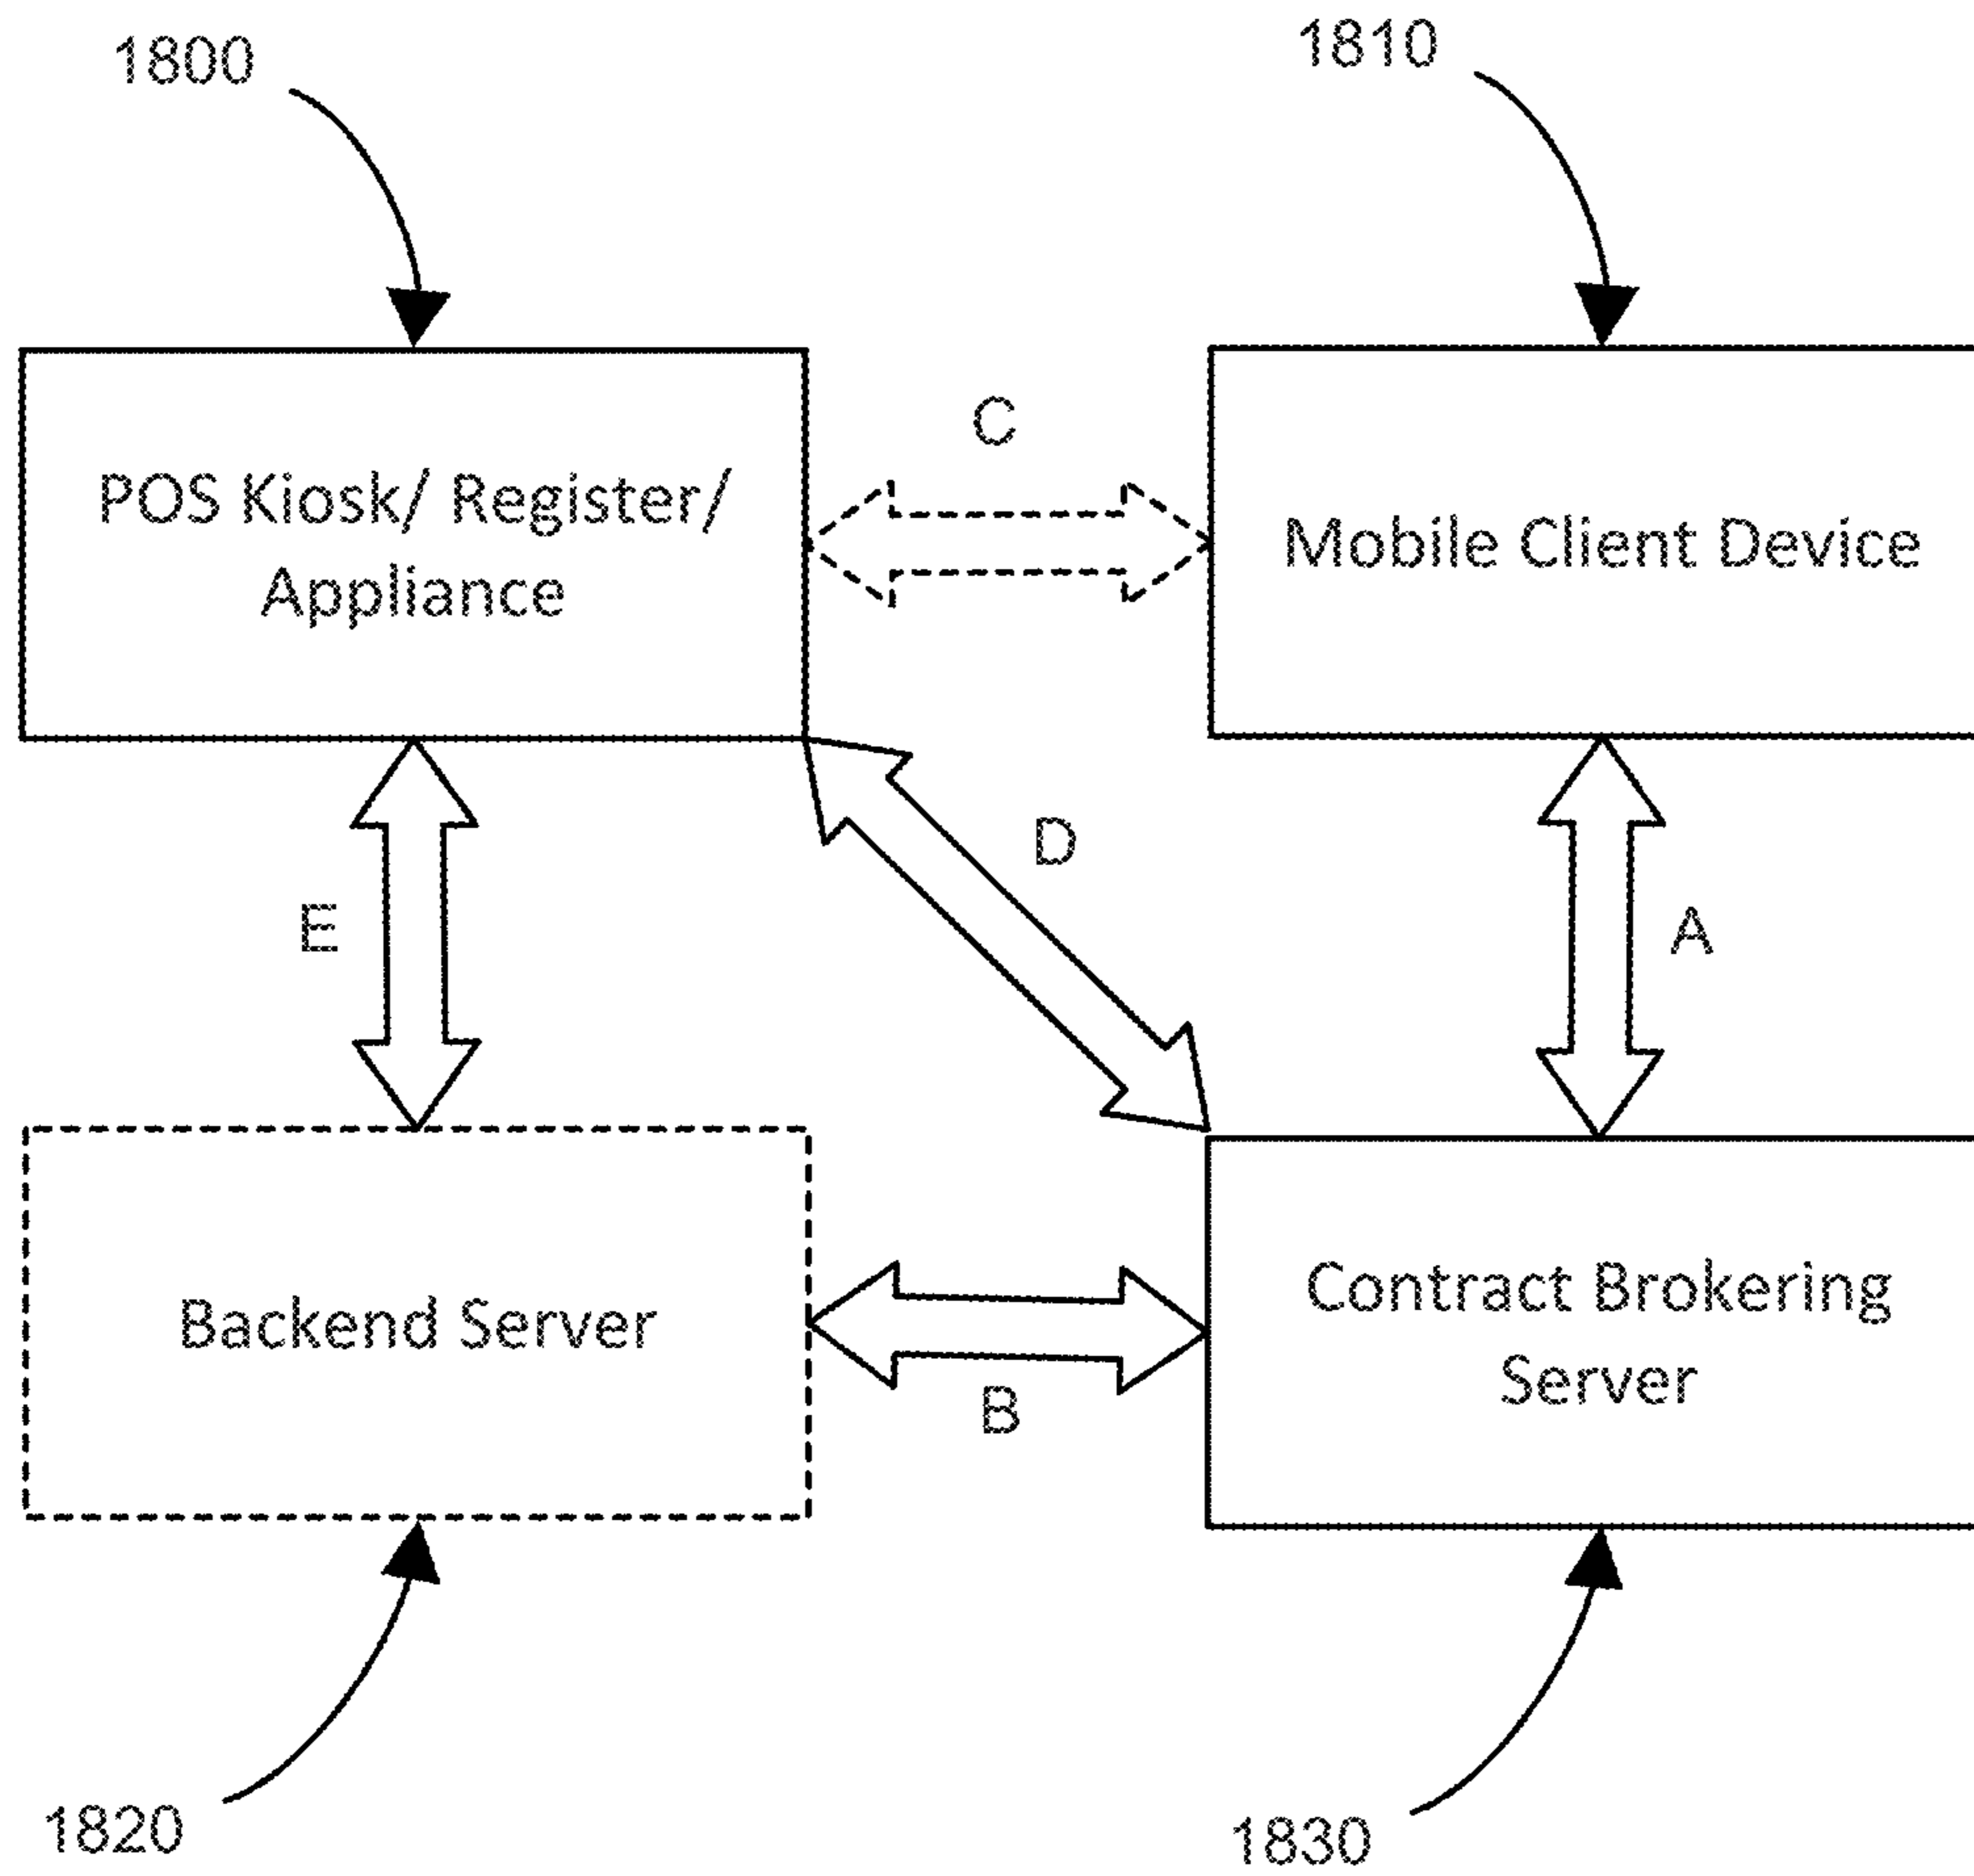 1800
1810
C
POS Kiosk/ Register/
Appliance
Mobile Client Device
D
E
A
Backend Server
Contract Brokering
Server
B
1820
1830